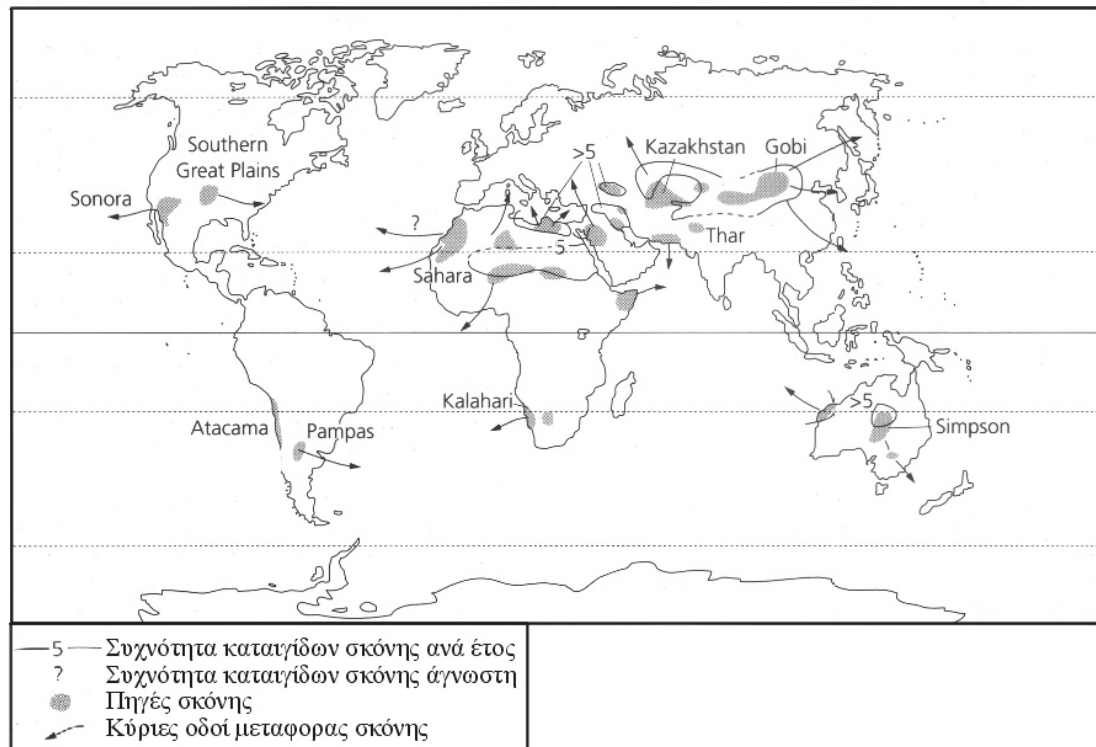 Southern
Great Plains
Sonora
>5
Kazakhstan
Gobi
?
Sahara
5
Thar
Kalahari
>5
Atacama
Pampas
Simpson
5 Συχνότητα καταιγίδων σκόνης ανά έτος
? Συχνότητα καταιγίδων σκόνης άγνωστη
Πηγές σκόνης
Κύριες οδοί μεταφορας σκόνης